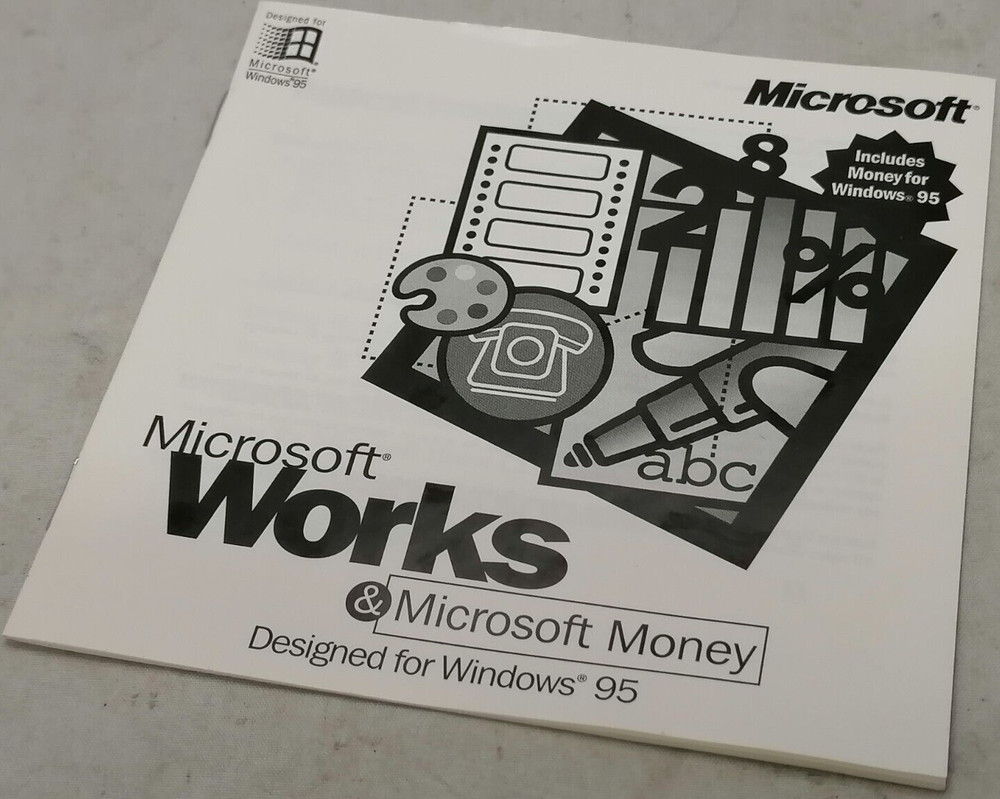 Designed for
Microsoft®
Windows®95
Microsoft®
Includes
Money for
Windows® 95
8
2
%
abc
Microsoft®
Works
& Microsoft Money
Designed for Windows® 95